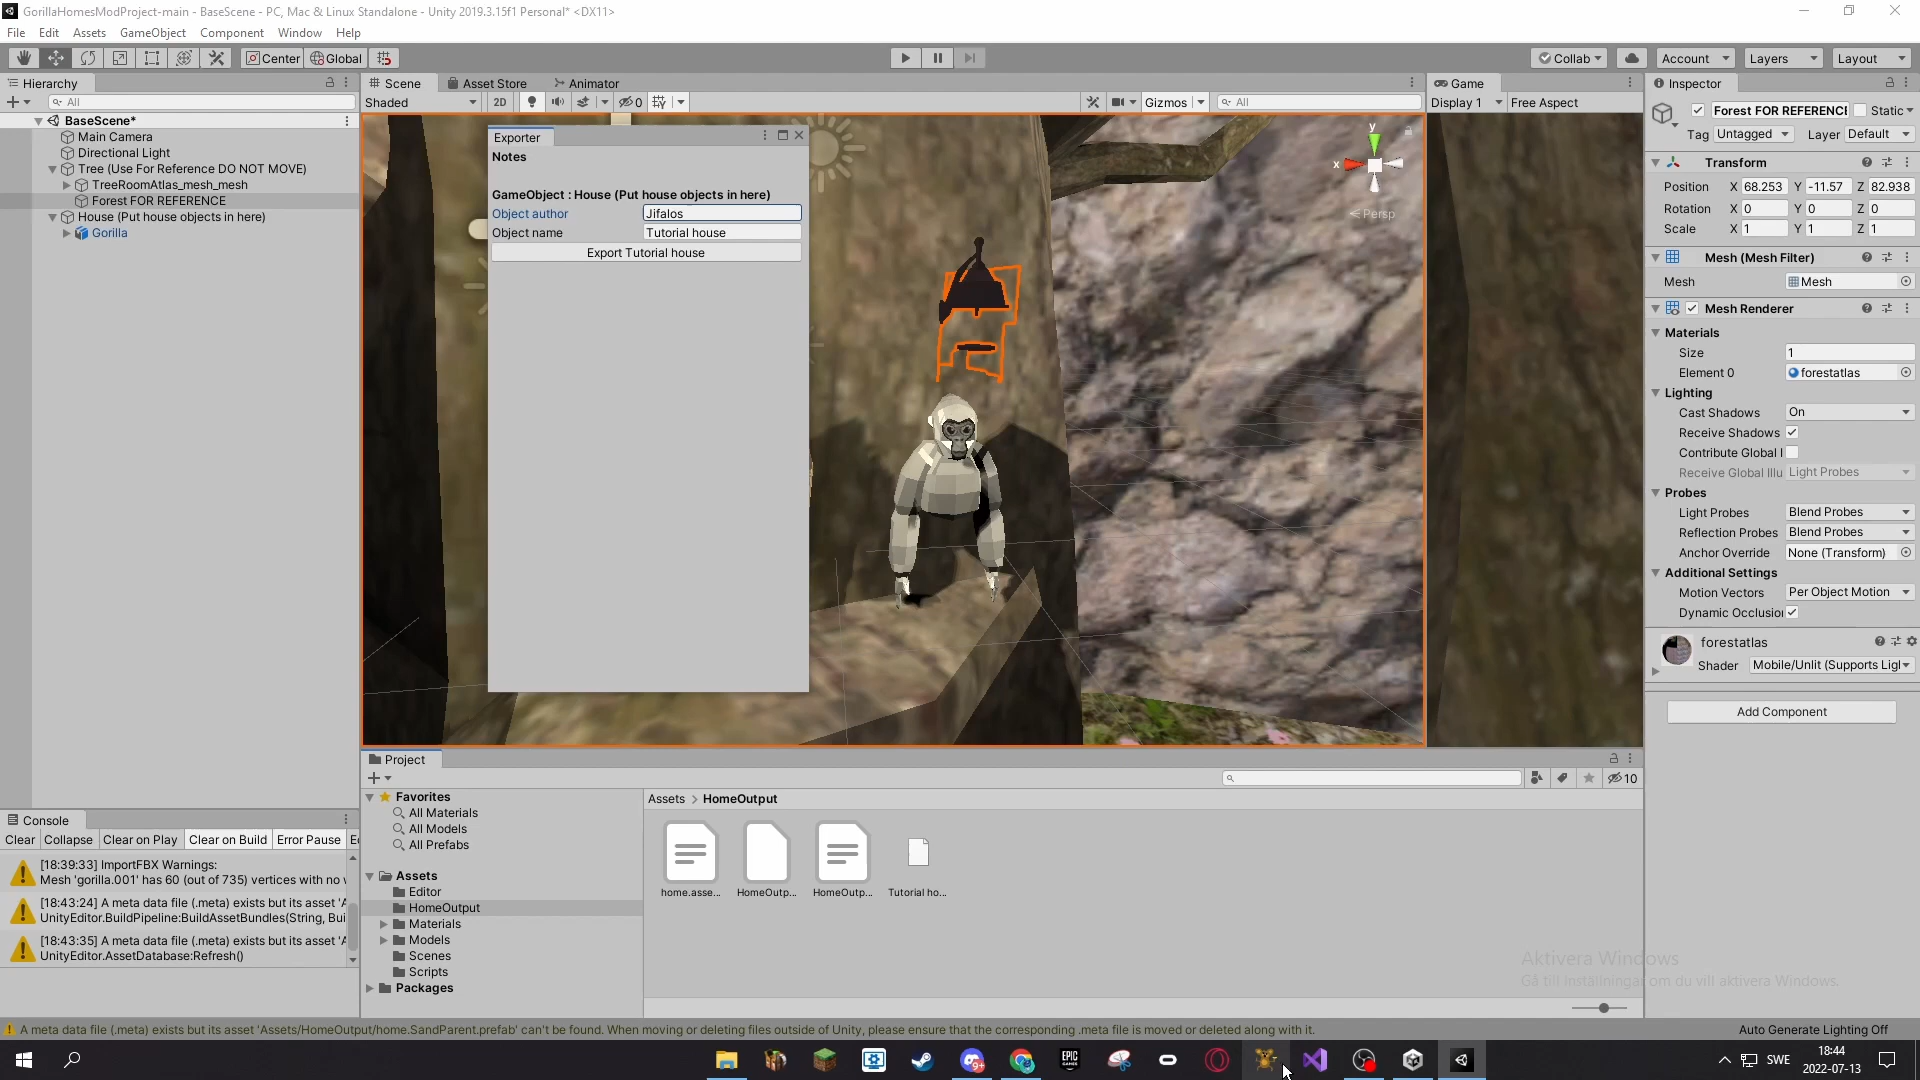 GorillaHomesModProject-main - BaseScene - PC, Mac & Linux Standalone - Unity 2019.3.15f1 Personal* <DX11>
File Edit Assets GameObject Component Window Help
Center Global Collab Account Layers Layout
Hierarchy
All
BaseScene*
Main Camera
Directional Light
Tree (Use For Reference DO NOT MOVE)
TreeRoomAtlas_mesh_mesh
Forest FOR REFERENCE
House (Put house objects in here)
Gorilla
Scene Asset Store Animator
Shaded 2D 0 Gizmos All
y
x
Persp
Exporter
Notes
GameObject : House (Put house objects in here)
Object author Jifalos
Object name Tutorial house
Export Tutorial house
Game
Display 1 Free Aspect
Inspector
Forest FOR REFERENCE Static
Tag Untagged Layer Default
Transform
Position X 68.253 Y -11.57 Z 82.938
Rotation X 0 Y 0 Z 0
Scale X 1 Y 1 Z 1
Mesh (Mesh Filter)
Mesh Mesh
Mesh Renderer
Materials
Size 1
Element 0 forestatlas
Lighting
Cast Shadows On
Receive Shadows
Contribute Global I
Receive Global Illu Light Probes
Probes
Light Probes Blend Probes
Reflection Probes Blend Probes
Anchor Override None (Transform)
Additional Settings
Motion Vectors Per Object Motion
Dynamic Occlusion
forestatlas
Shader Mobile/Unlit (Supports Ligl
Add Component
Console
Clear Collapse Clear on Play Clear on Build Error Pause
[18:39:33] ImportFBX Warnings:
Mesh 'gorilla.001' has 60 (out of 735) vertices with no
[18:43:24] A meta data file (.meta) exists but its asset
UnityEditor.BuildPipeline:BuildAssetBundles(String, Bui
[18:43:35] A meta data file (.meta) exists but its asset
UnityEditor.AssetDatabase:Refresh()
Project
10
Favorites
All Materials
All Models
All Prefabs
Assets
Editor
HomeOutput
Materials
Models
Scenes
Scripts
Packages
Assets > HomeOutput
home.asse... HomeOutp... HomeOutp... Tutorial ho...
Aktivera Windows
Gå till Inställningar om du vill aktivera Windows.
A meta data file (.meta) exists but its asset 'Assets/HomeOutput/home.SandParent.prefab' can't be found. When moving or deleting files outside of Unity, please ensure that the corresponding .meta file is moved or deleted along with it.
Auto Generate Lighting Off
EPIC GAMES
SWE
18:44
2022-07-13